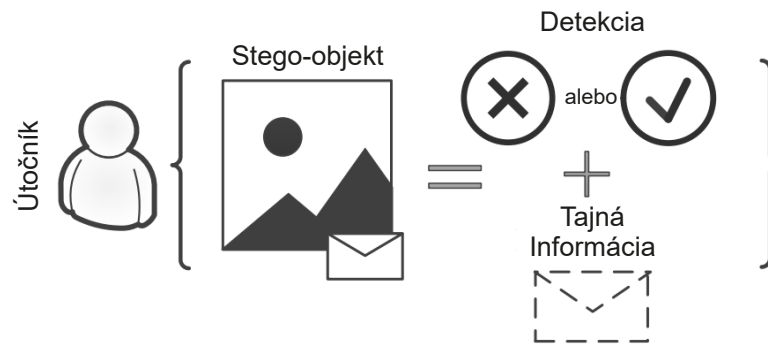 Útočník
Stego-objekt
Detekcia
alebo
Tajná
Informácia